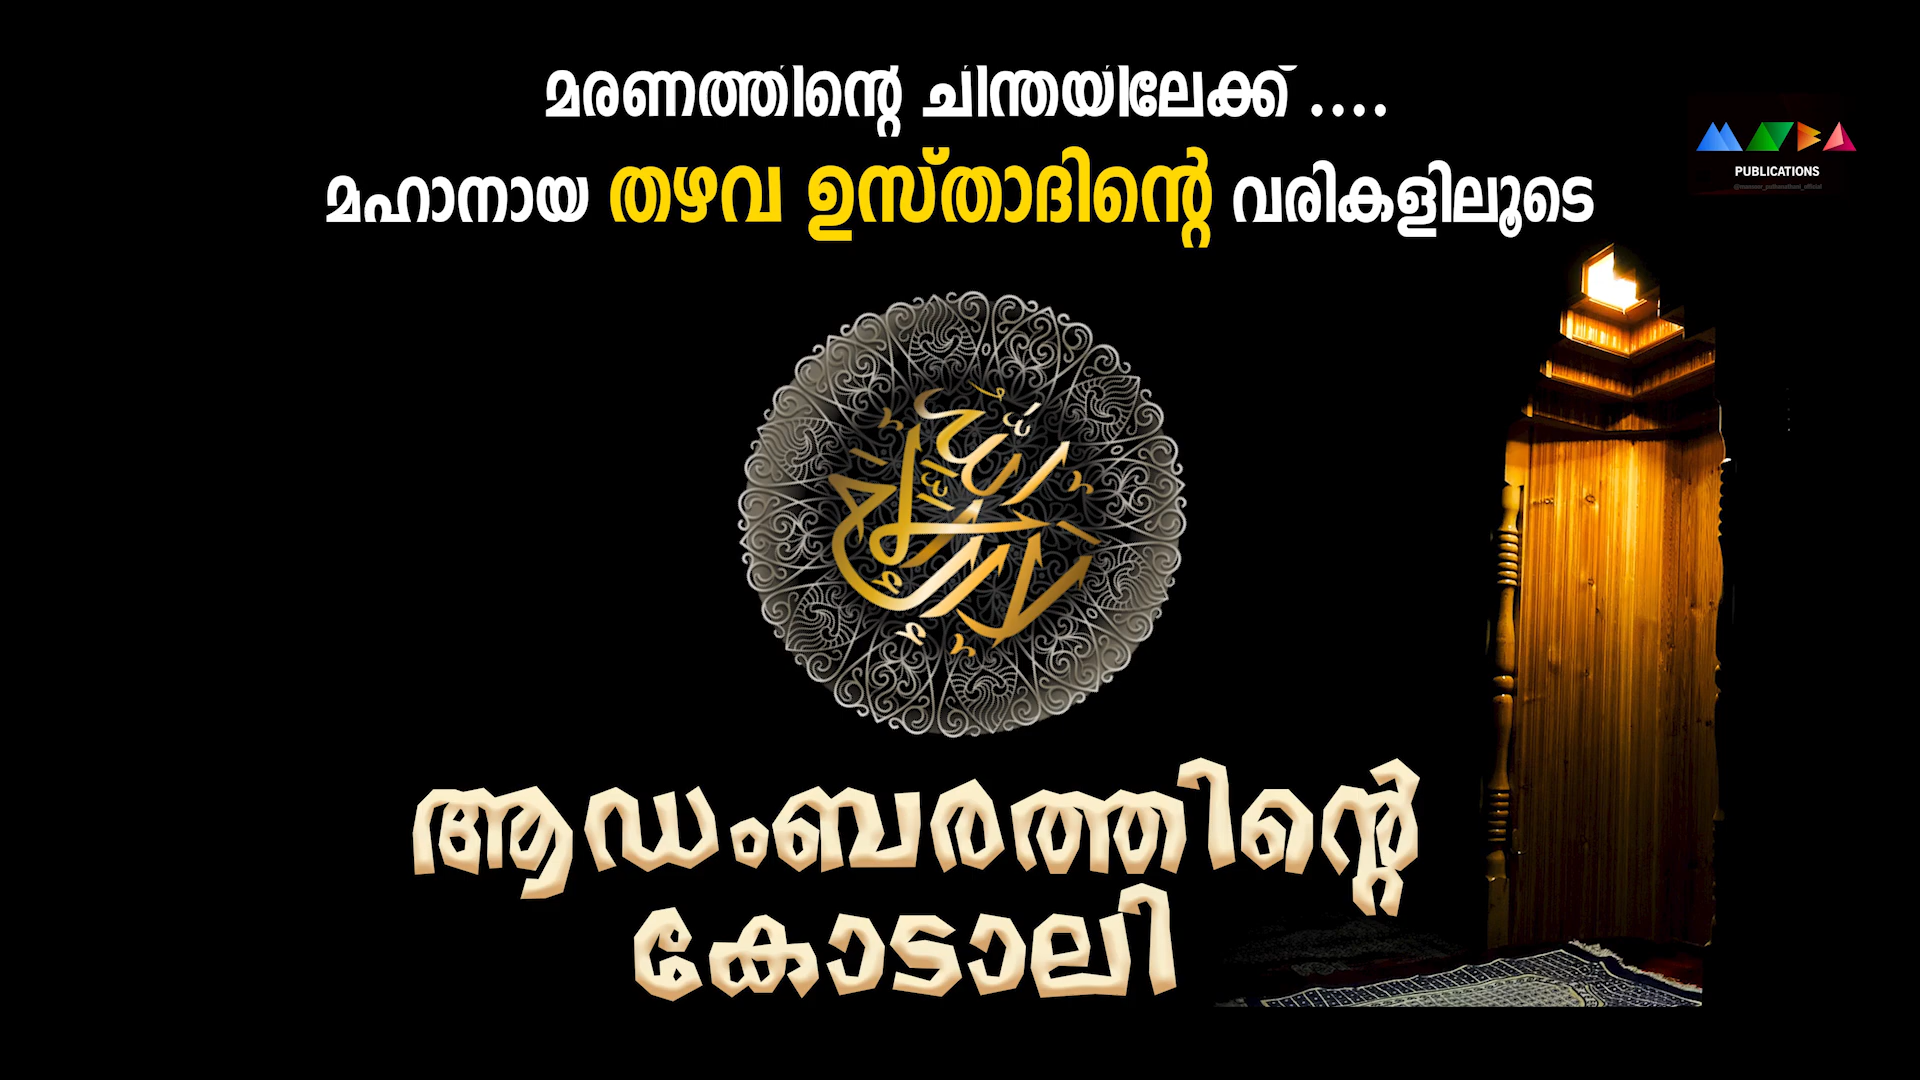 മരണത്തിന്റെ ചിന്തയിലേക്ക് ....
മഹാനായ തഴവ ഉസ്താദിന്റെ വരികളിലൂടെ
PUBLICATIONS
ആഡംബരത്തിന്റെ
കോടാലി